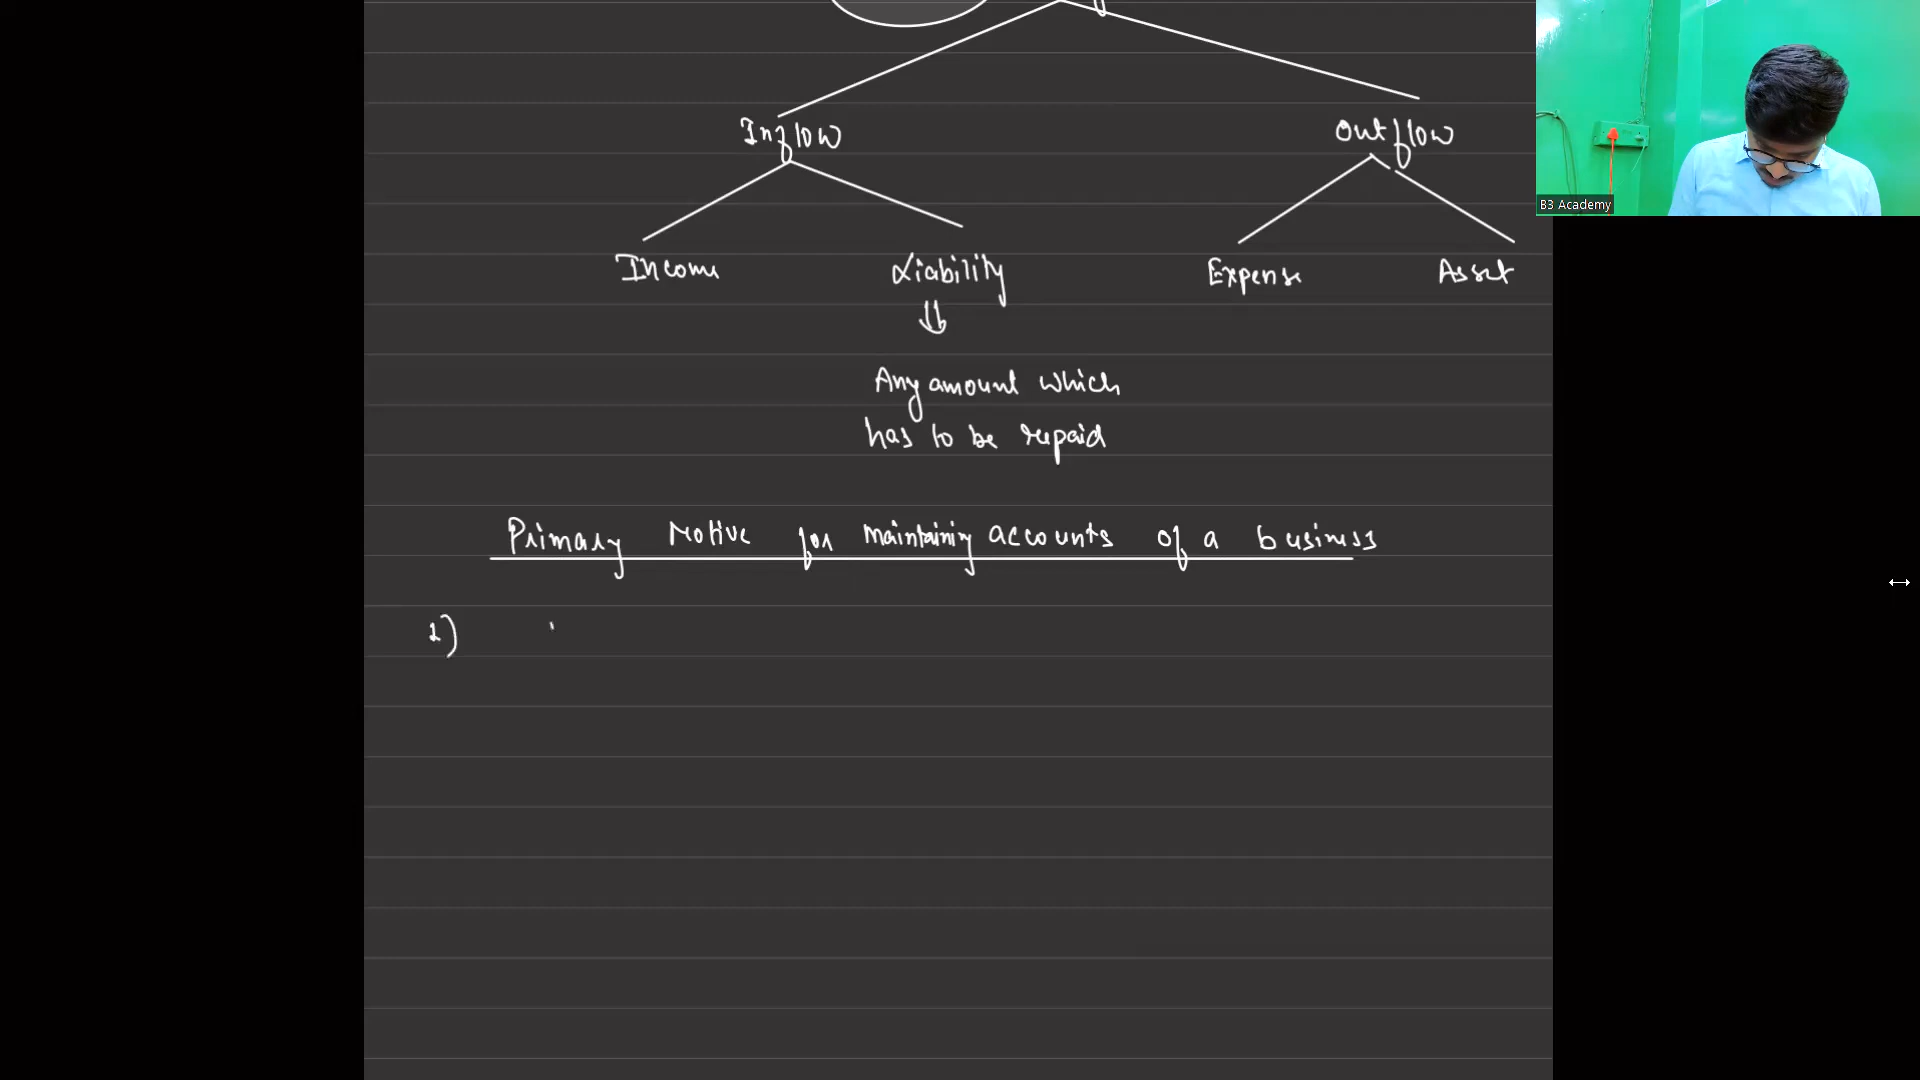 Inflow Outflow
B3 Academy
Income Liability Expense Asset
Any amount which
has to be repaid
Primary Motive for maintaining accounts of a business
1)